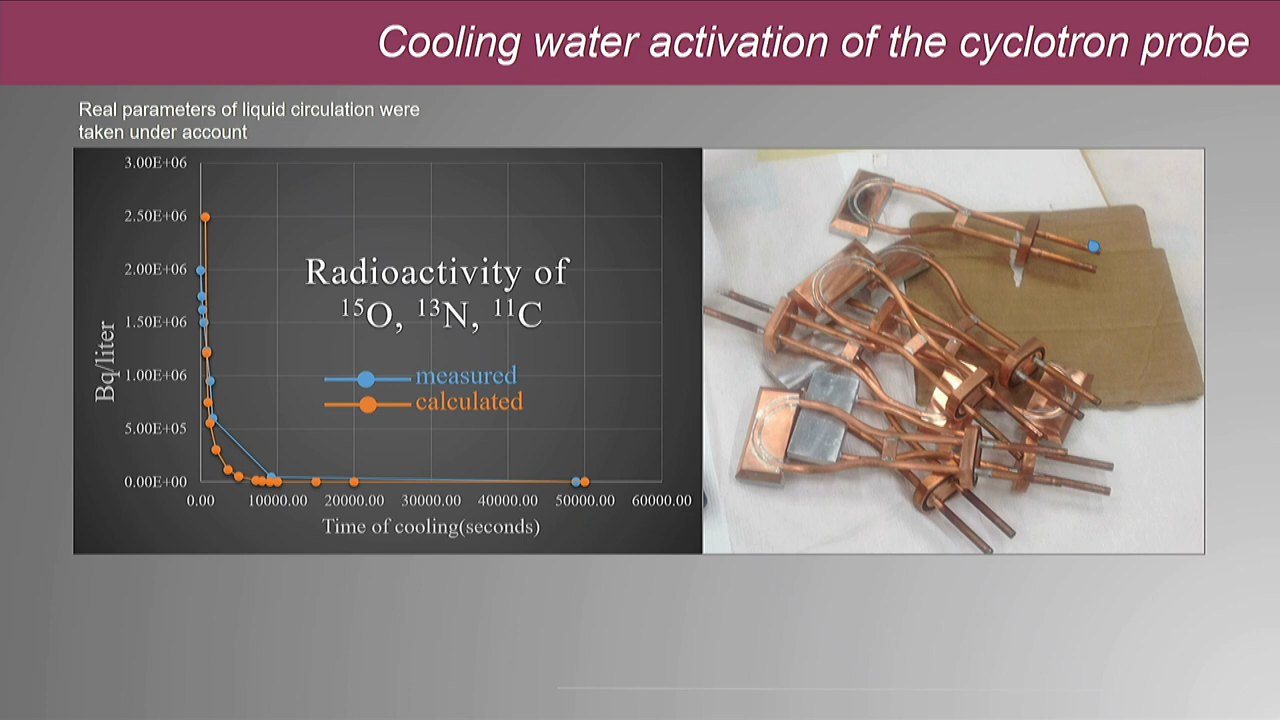 Cooling water activation of the cyclotron probe
Real parameters of liquid circulation were
taken under account
3.00E+06
2.50E+06
2.00E+06
1.50E+06
1.00E+06
5.00E+05
0.00E+00
Bq/liter
Radioactivity of
¹⁵O, ¹³N, ¹¹C
measured
calculated
0.00 10000.00 20000.00 30000.00 40000.00 50000.00 60000.00
Time of cooling(seconds)